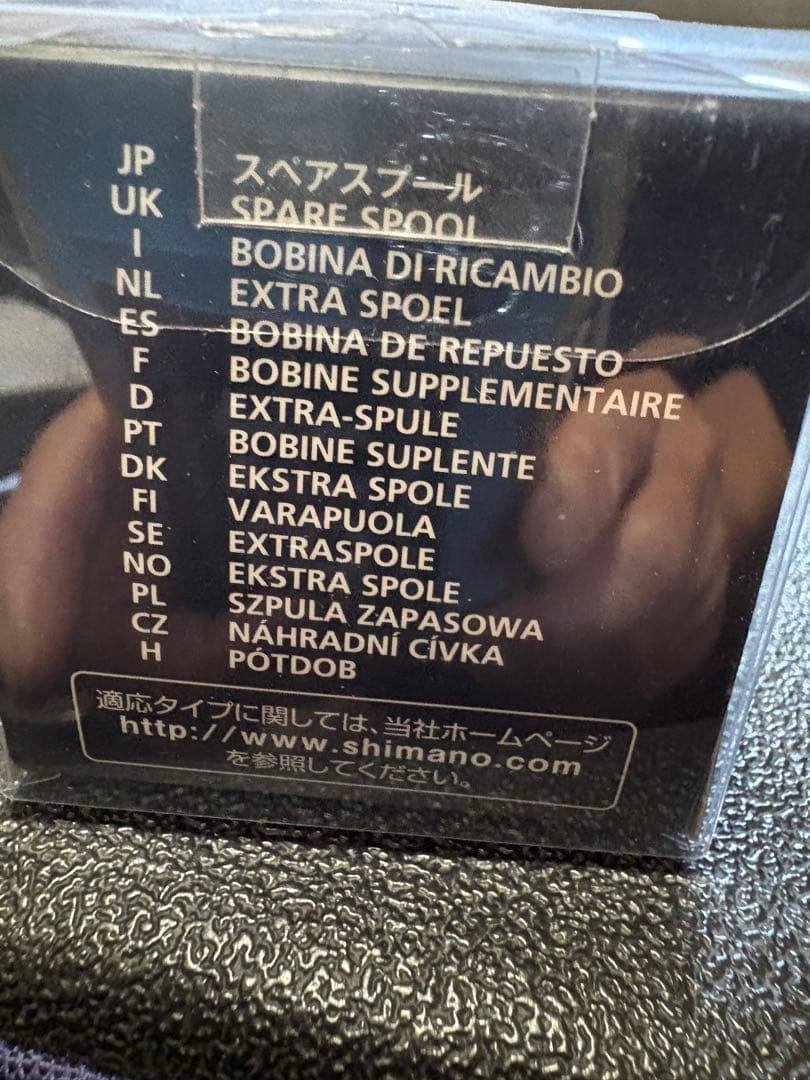 JP スペアスプール
UK SPARE SPOOL
I BOBINA DI RICAMBIO
NL EXTRA SPOEL
ES BOBINA DE REPUESTO
F BOBINE SUPPLEMENTAIRE
D EXTRA-SPULE
PT BOBINE SUPLENTE
DK EKSTRA SPOLE
FI VARAPUOLA
SE EXTRASPOLE
NO EKSTRA SPOLE
PL SZPULA ZAPASOWA
CZ NÁHRADNÍ CÍVKA
H PÓTDOB
適応タイプに関しては、当社ホームページ
http://www.shimano.com
を参照してください。